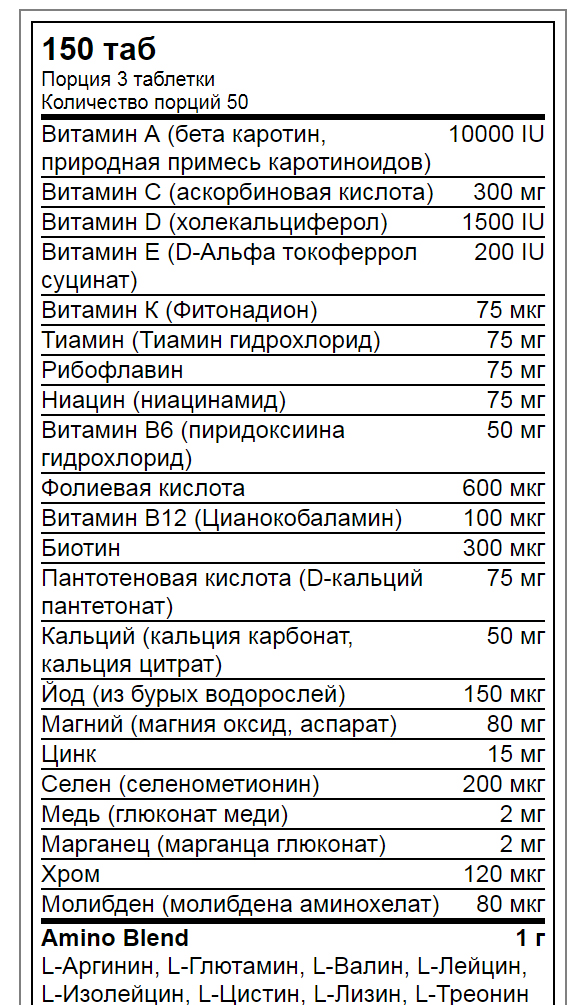 150 таб
Порция 3 таблетки
Количество порций 50
Витамин А (бета каротин, 10000 IU
природная примесь каротиноидов)
Витамин С (аскорбиновая кислота) 300 мг
Витамин D (холекальциферол) 1500 IU
Витамин Е (D-Альфа токоферрол 200 IU
суцинат)
Витамин К (Фитонадион) 75 мкг
Тиамин (Тиамин гидрохлорид) 75 мг
Рибофлавин 75 мг
Ниацин (ниацинамид) 75 мг
Витамин В6 (пиридоксиина 50 мг
гидрохлорид)
Фолиевая кислота 600 мкг
Витамин В12 (Цианокобаламин) 100 мкг
Биотин 300 мкг
Пантотеновая кислота (D-кальций 75 мг
пантетонат)
Кальций (кальция карбонат, 50 мг
кальция цитрат)
Йод (из бурых водорослей) 150 мкг
Магний (магния оксид, аспарат) 80 мг
Цинк 15 мг
Селен (селенометионин) 200 мкг
Медь (глюконат меди) 2 мг
Марганец (марганца глюконат) 2 мг
Хром 120 мкг
Молибден (молибдена аминохелат) 80 мкг
Amino Blend 1 г
L-Аргинин, L-Глютамин, L-Валин, L-Лейцин,
L-Изолейцин, L-Цистин, L-Лизин, L-Треонин